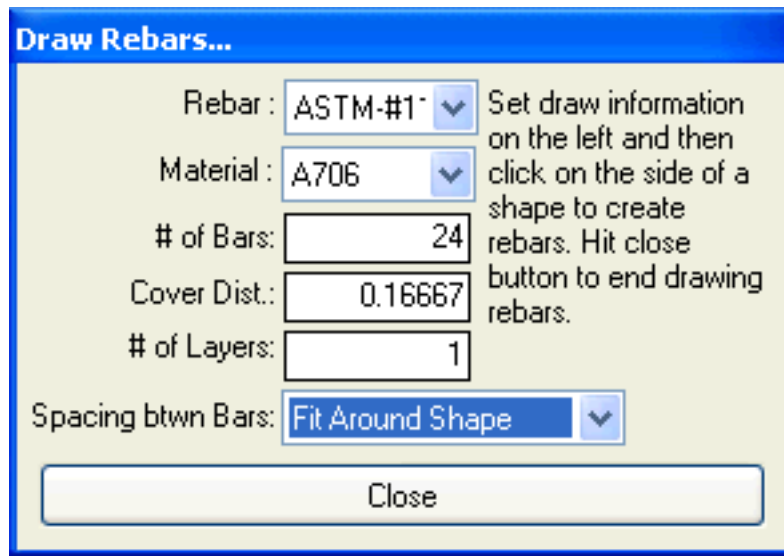 Draw Rebars...
Rebar : ASTM-#11
Material : A706
# of Bars: 24
Cover Dist.: 0.16667
# of Layers: 1
Spacing btwn Bars: Fit Around Shape
Set draw information
on the left and then
click on the side of a
shape to create
rebars. Hit close
button to end drawing
rebars.
Close